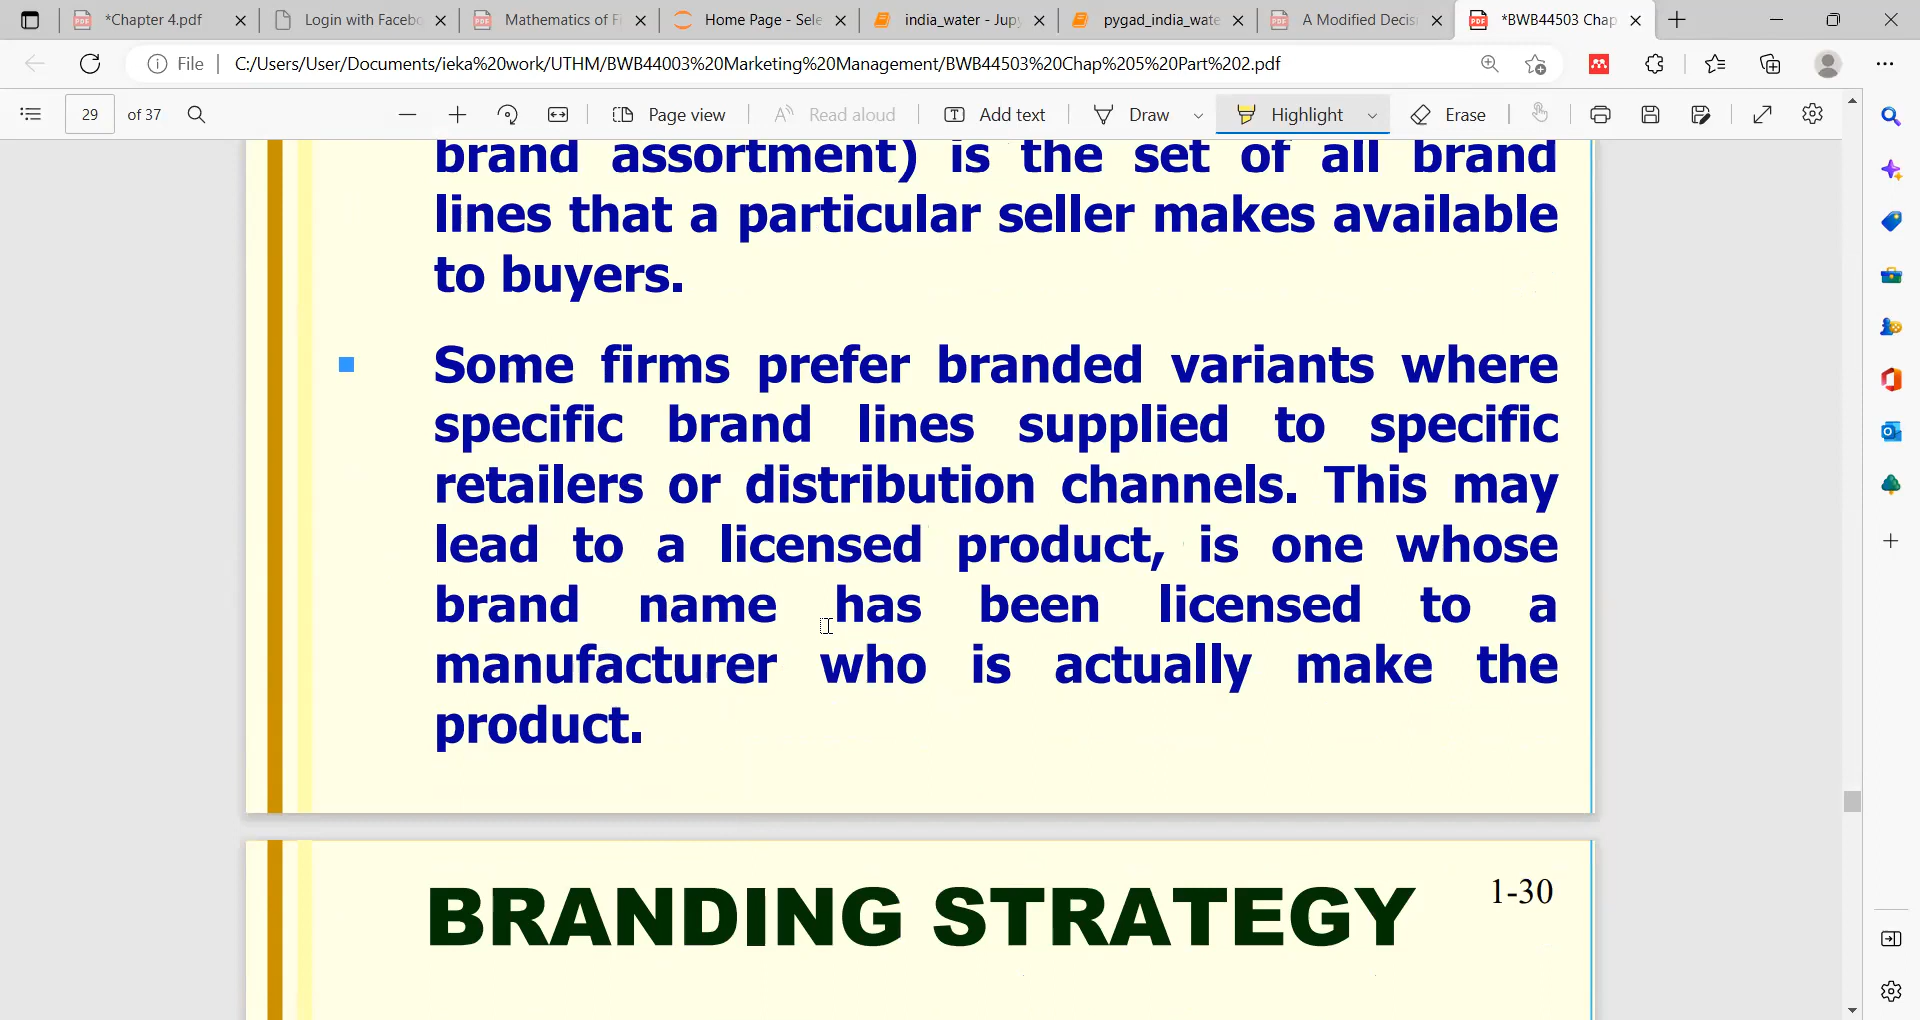 *Chapter 4.pdf
Login with Facebo
Mathematics of Fi
Home Page - Sele
india_water - Jupy
pygad_india_wate
A Modified Decisi
*BWB44503 Chap
File
C:/Users/User/Documents/ieka%20work/UTHM/BWB44003%20Marketing%20Management/BWB44503%20Chap%205%20Part%202.pdf
29 of 37
Page view
Read aloud
Add text
Draw
Highlight
Erase
brand assortment) is the set of all brand
lines that a particular seller makes available
to buyers.
Some firms prefer branded variants where
specific brand lines supplied to specific
retailers or distribution channels. This may
lead to a licensed product, is one whose
brand name has been licensed to a
manufacturer who is actually make the
product.
BRANDING STRATEGY
1-30